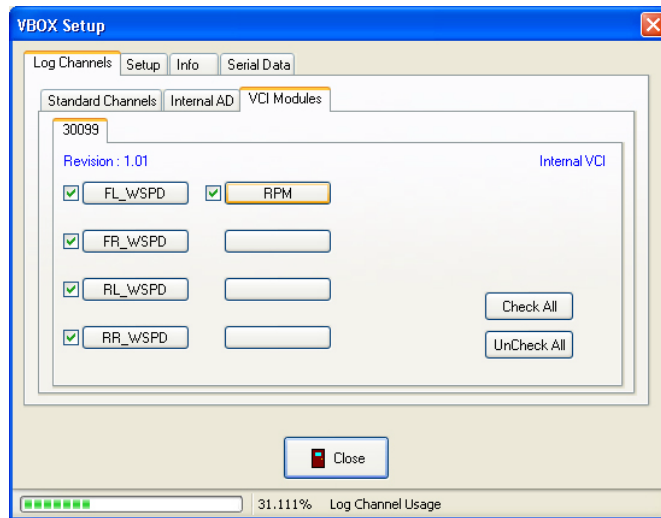 VBOX Setup
Log Channels Setup Info Serial Data
Standard Channels Internal AD VCI Modules
30099
Revision : 1.01 Internal VCI
FL_WSPD RPM
FR_WSPD
RL_WSPD
Check All
RR_WSPD
UnCheck All
Close
31.111% Log Channel Usage